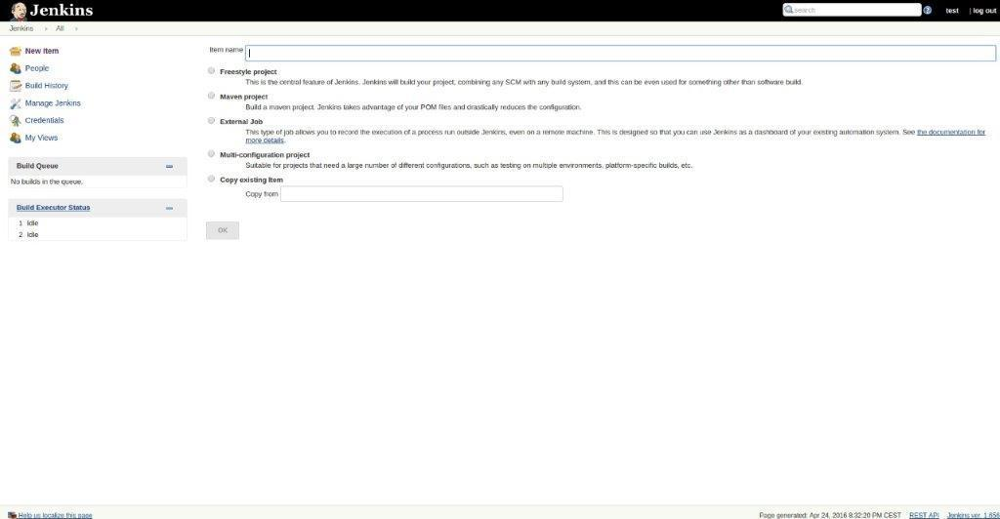 Jenkins
search
test
| log out
Jenkins
All
New Item
People
Build History
Manage Jenkins
Credentials
My Views
Build Queue
No builds in the queue.
Build Executor Status
1 Idle
2 Idle
Item name
Freestyle project
This is the central feature of Jenkins. Jenkins will build your project, combining any SCM with any build system, and this can be even used for something other than software build.
Maven project
Build a maven project. Jenkins takes advantage of your POM files and drastically reduces the configuration.
External Job
This type of job allows you to record the execution of a process run outside Jenkins, even on a remote machine. This is designed so that you can use Jenkins as a dashboard of your existing automation system. See the documentation for
more details.
Multi-configuration project
Suitable for projects that need a large number of different configurations, such as testing on multiple environments, platform-specific builds, etc.
Copy existing Item
Copy from
OK
Help us localize this page
Page generated: Apr 24, 2016 8:32:20 PM CEST
REST API
Jenkins ver. 1.656